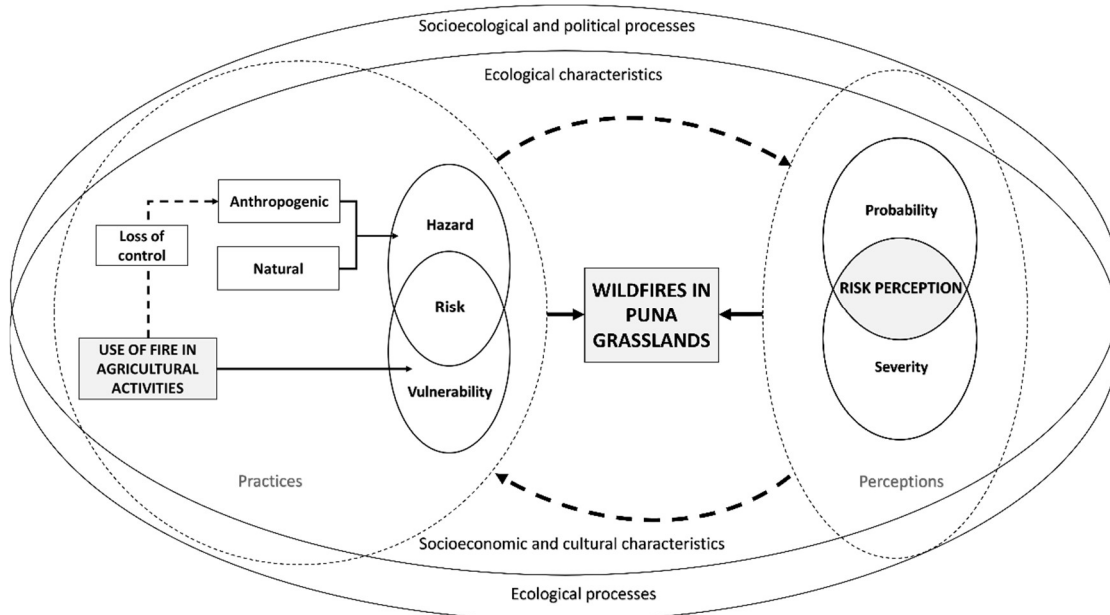 Socioecological and political processes
Ecological characteristics
Anthropogenic
Loss of
control
Natural
Hazard
Risk
Vulnerability
USE OF FIRE IN
AGRICULTURAL
ACTIVITIES
Practices
WILDFIRES IN
PUNA
GRASSLANDS
Probability
RISK PERCEPTION
Severity
Perceptions
Socioeconomic and cultural characteristics
Ecological processes